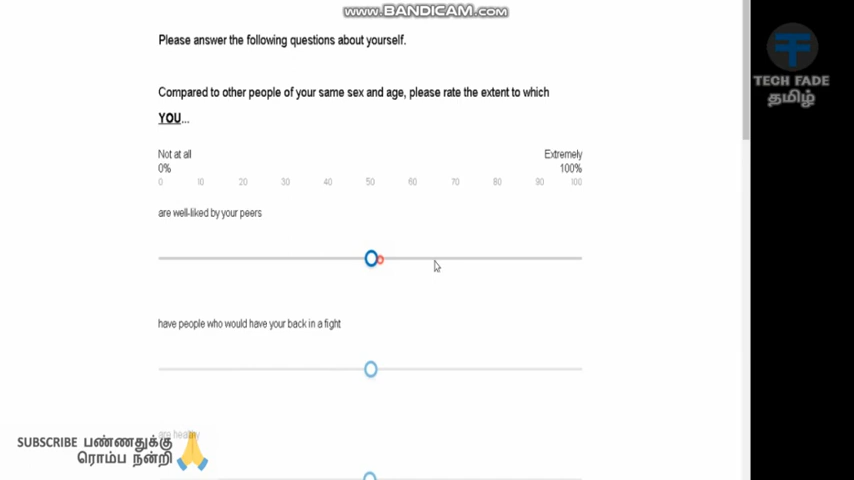 www.BANDICAM.com
Please answer the following questions about yourself.
Compared to other people of your same sex and age, please rate the extent to which
YOU...
Not at all Extremely
0% 100%
0 10 20 30 40 50 60 70 80 90 100
are well-liked by your peers
have people who would have your back in a fight
are healthy
SUBSCRIBE பண்ணதுக்கு
ரொம்ப நன்றி
TECH FADE
தமிழ்